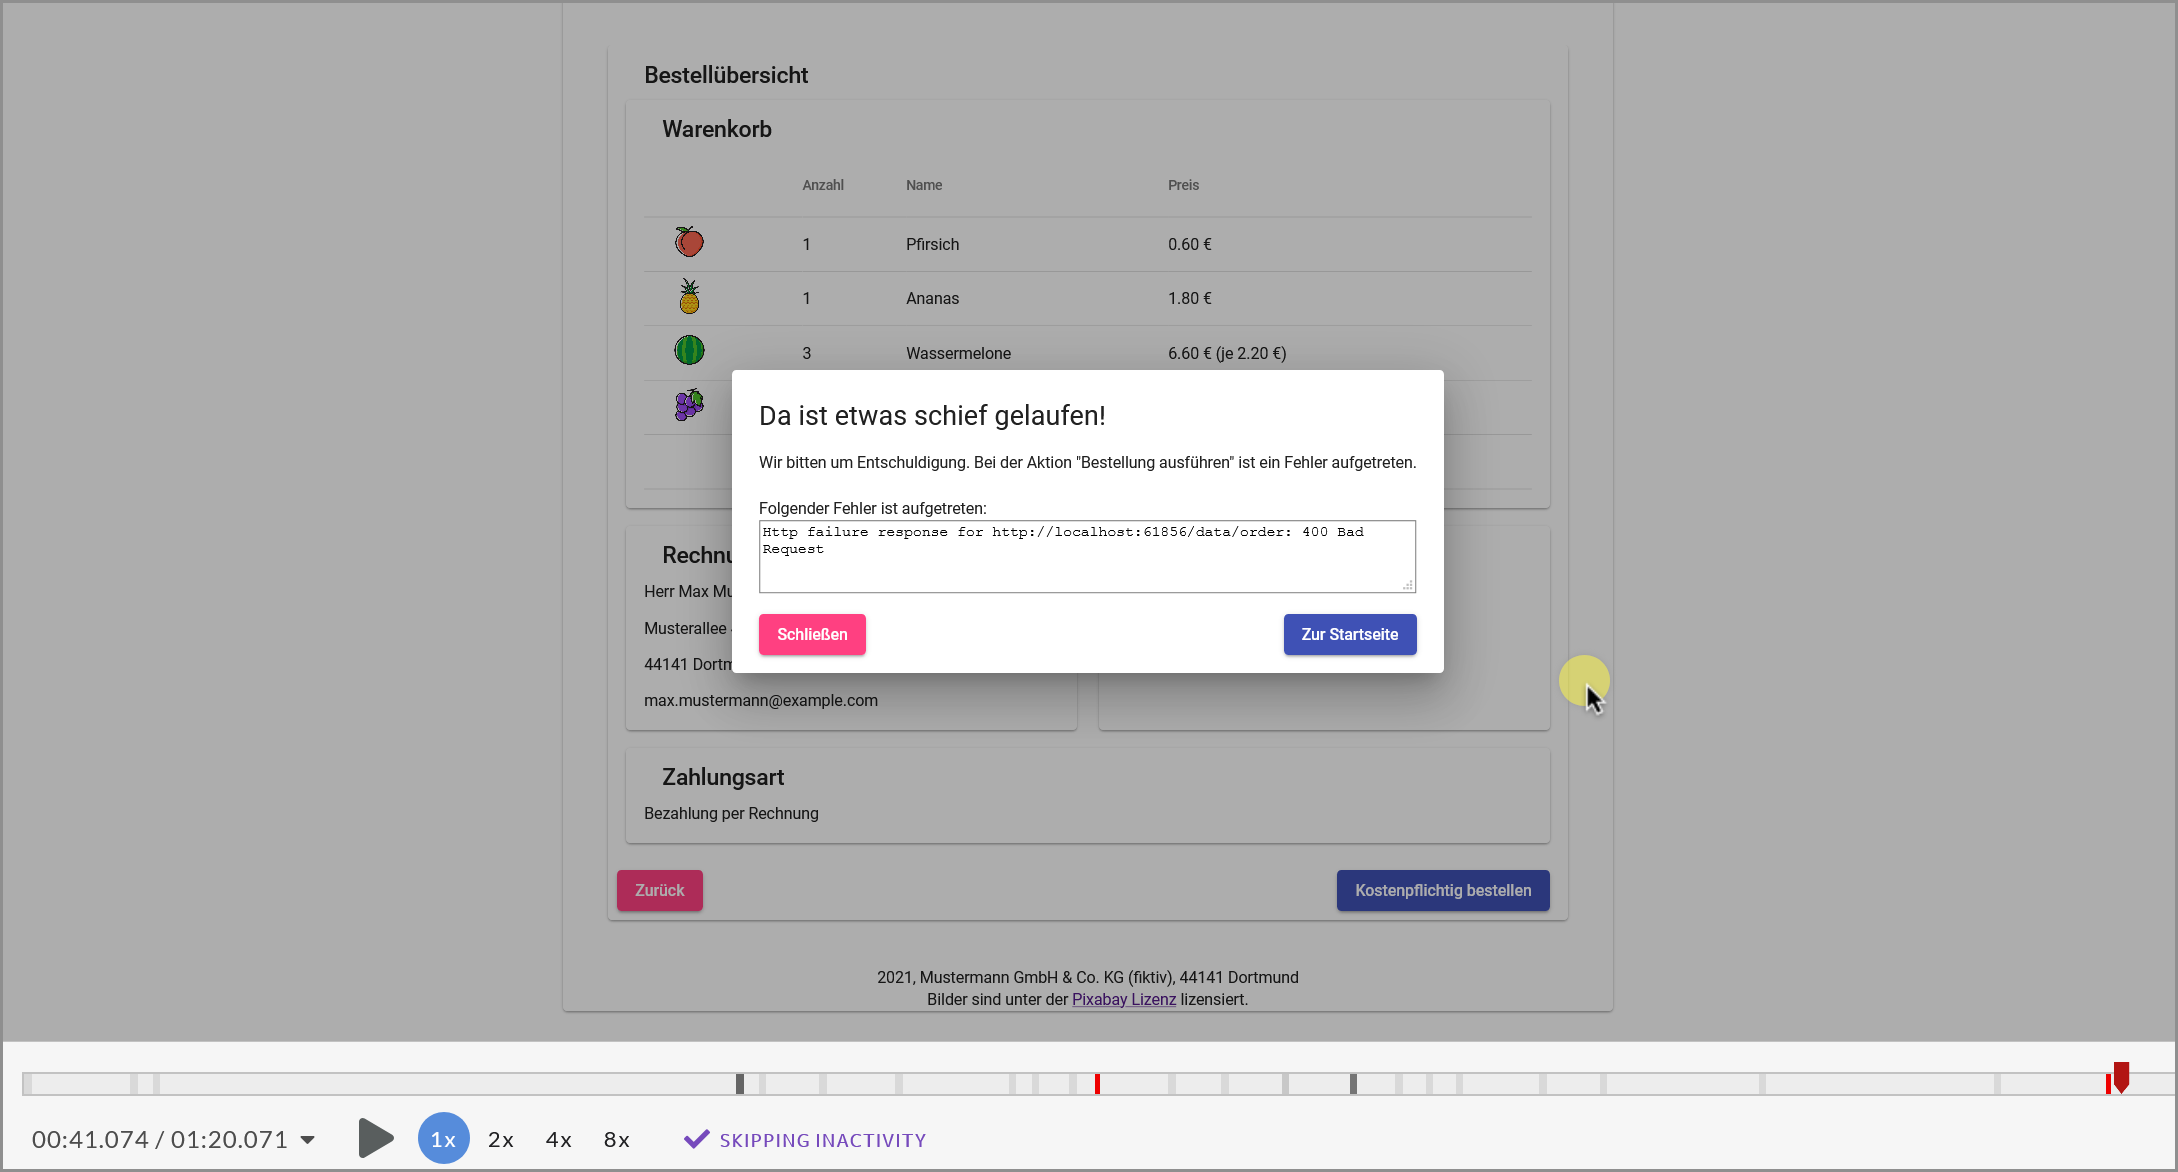 Bestellübersicht
Warenkorb
Anzahl Name Preis
1 Pfirsich 0.60 €
1 Ananas 1.80 €
3 Wassermelone 6.60 € (je 2.20 €)
Da ist etwas schief gelaufen!
Wir bitten um Entschuldigung. Bei der Aktion "Bestellung ausführen" ist ein Fehler aufgetreten.
Folgender Fehler ist aufgetreten:
Http failure response for http://localhost:61856/data/order: 400 Bad
Request
Schließen Zur Startseite
Herr Max
Musterallee
44141
max.mustermann@example.com
Zahlungsart
Bezahlung per Rechnung
Zurück Kostenpflichtig bestellen
2021, Mustermann GmbH & Co. KG (fiktiv), 44141 Dortmund
Bilder sind unter der Pixabay Lizenz lizensiert.
00:41.074 / 01:20.071 1x 2x 4x 8x SKIPPING INACTIVITY